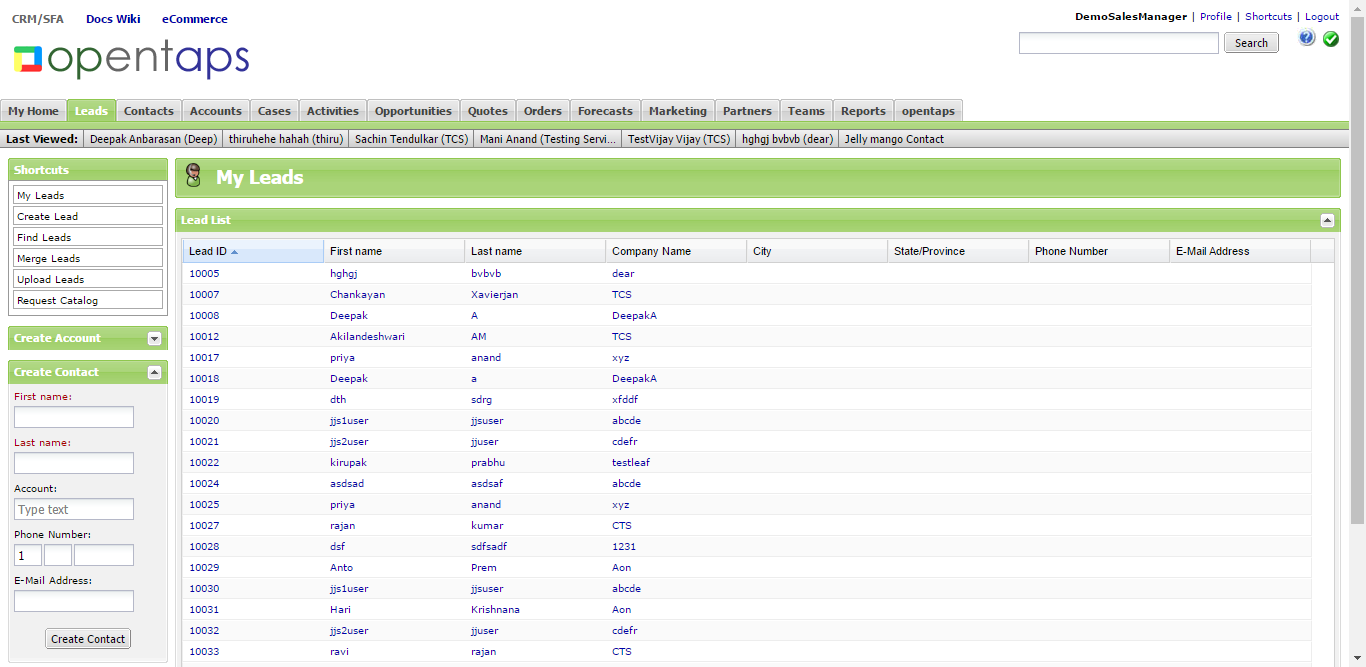 CRM/SFA Docs Wiki eCommerce
DemoSalesManager | Profile | Shortcuts | Logout
opentaps
Search
My Home Leads Contacts Accounts Cases Activities Opportunities Quotes Orders Forecasts Marketing Partners Teams Reports opentaps
Last Viewed: Deepak Anbarasan (Deep) thiruhehe hahah (thiru) Sachin Tendulkar (TCS) Mani Anand (Testing Servi... TestVijay Vijay (TCS) hghgj bvbvb (dear) Jelly mango Contact
Shortcuts
My Leads
Create Lead
Find Leads
Merge Leads
Upload Leads
Request Catalog
Create Account
Create Contact
First name:
Last name:
Account:
Type text
Phone Number:
1
E-Mail Address:
Create Contact
My Leads
Lead List
Lead ID First name Last name Company Name City State/Province Phone Number E-Mail Address
10005 hghgj bvbvb dear
10007 Chankayan Xavierjan TCS
10008 Deepak A DeepakA
10012 Akilandeshwari AM TCS
10017 priya anand xyz
10018 Deepak a DeepakA
10019 dth sdrg xfddf
10020 jjs1user jjsuser abcde
10021 jjs2user jjuser cdefr
10022 kirupak prabhu testleaf
10024 asdsad asdsaf abcde
10025 priya anand xyz
10027 rajan kumar CTS
10028 dsf sdfsadf 1231
10029 Anto Prem Aon
10030 jjs1user jjsuser abcde
10031 Hari Krishnana Aon
10032 jjs2user jjuser cdefr
10033 ravi rajan CTS